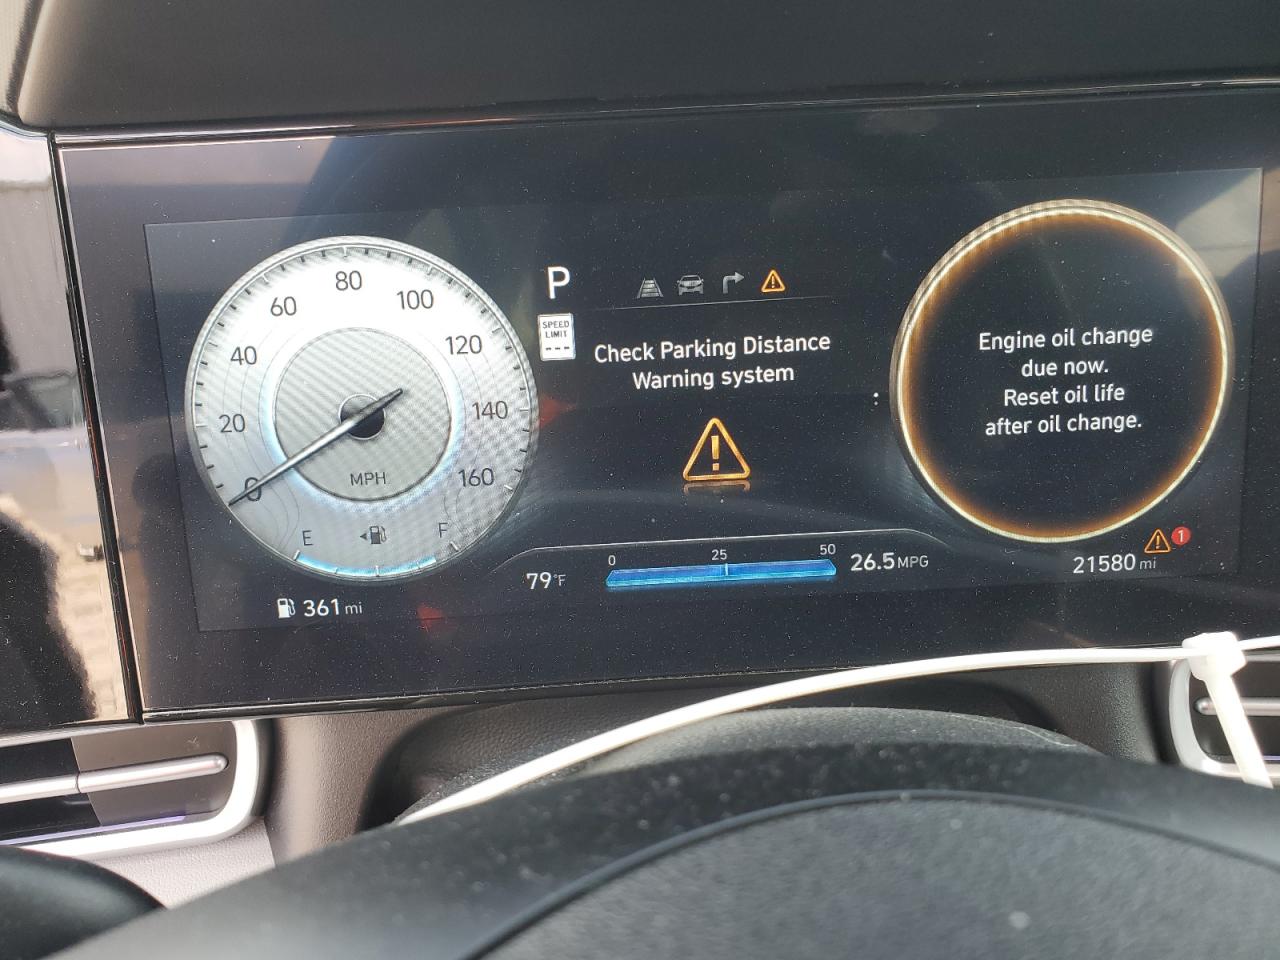 80
60
100
40
120
20
140
0
160
MPH
E
F
361 mi
P
SPEED
LIMIT
---
Check Parking Distance
Warning system
:
79°F
0
25
50
26.5 MPG
Engine oil change
due now.
Reset oil life
after oil change.
1
21580 mi